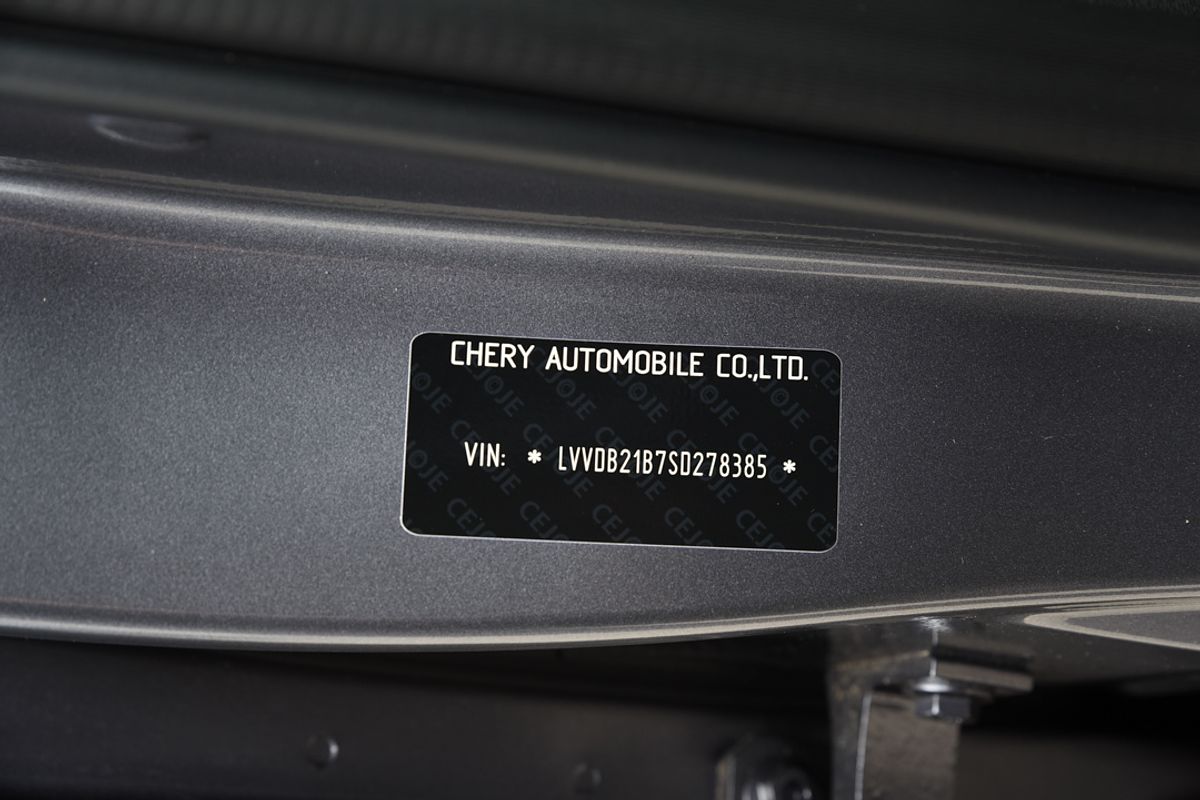 CHERY AUTOMOBILE CO.,LTD.
VIN: * LVVDB21B7SD278385 *